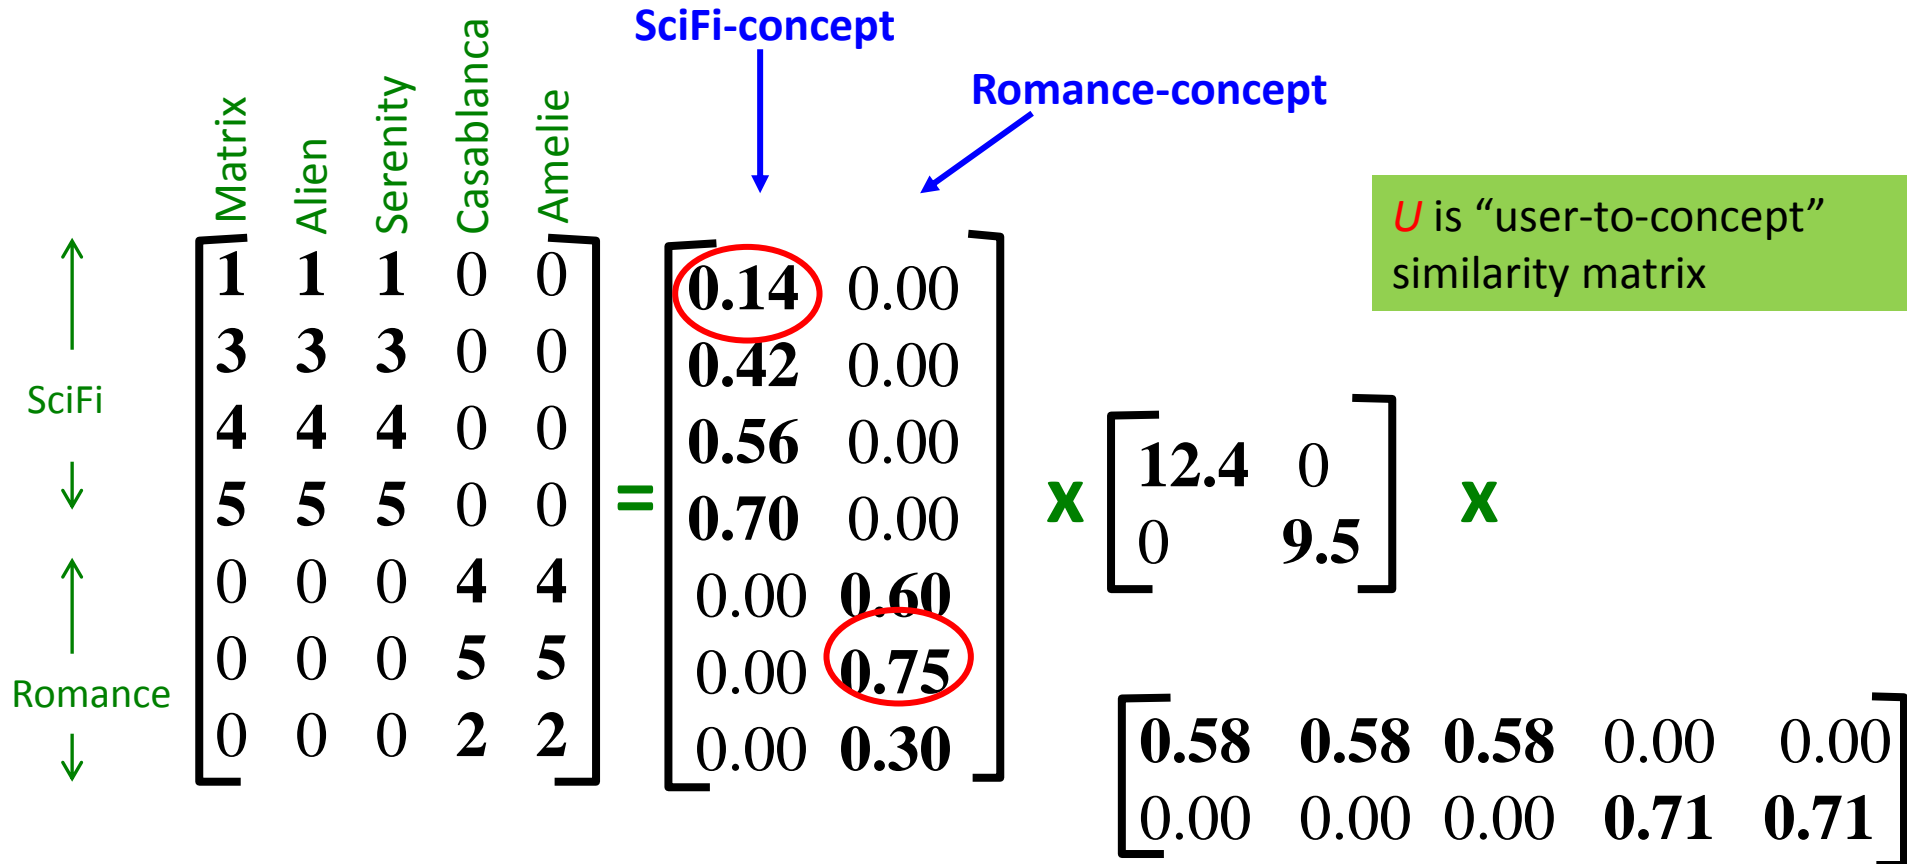 SciFi-concept
Romance-concept
Matrix
Alien
Serenity
Casablanca
Amelie
U is “user-to-concept”
similarity matrix
SciFi
Romance
1 1 1 0 0
3 3 3 0 0
4 4 4 0 0
5 5 5 0 0
0 0 0 4 4
0 0 0 5 5
0 0 0 2 2
=
0.14 0.00
0.42 0.00
0.56 0.00
0.70 0.00
0.00 0.60
0.00 0.75
0.00 0.30
x
12.4 0
0 9.5
x
0.58 0.58 0.58 0.00 0.00
0.00 0.00 0.00 0.71 0.71